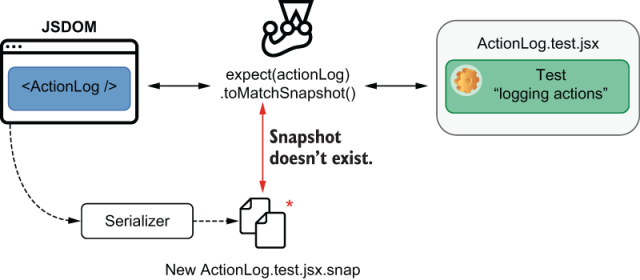 JSDOM
<ActionLog />
expect(actionLog)
.toMatchSnapshot()
ActionLog.test.jsx
Test
“logging actions”
Snapshot
doesn’t exist.
Serializer
*
New ActionLog.test.jsx.snap